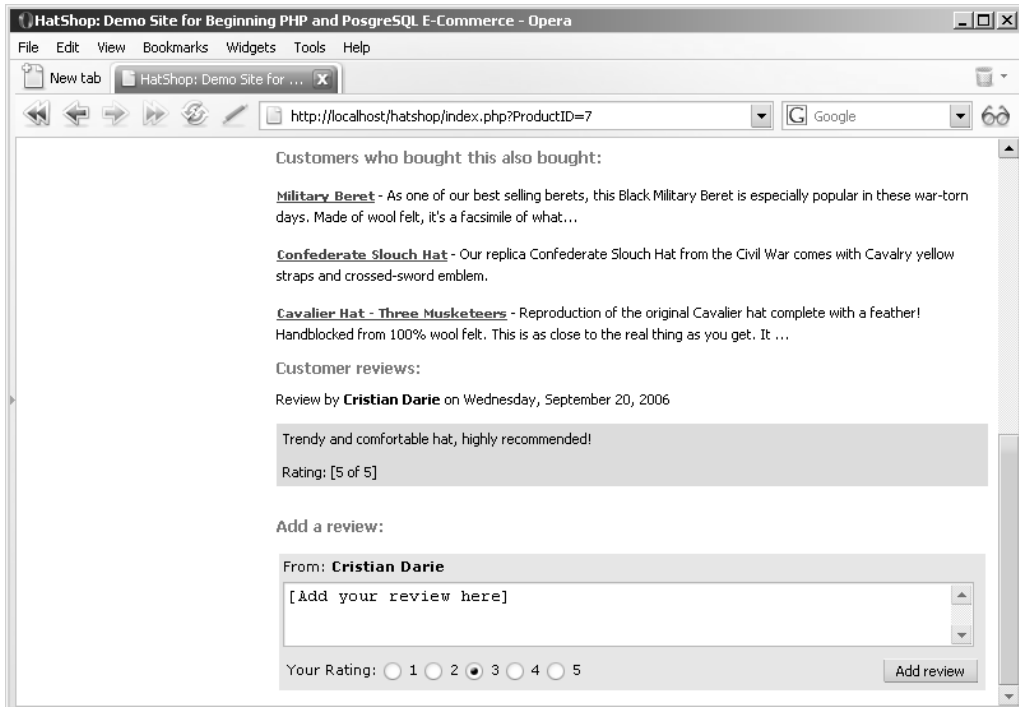 HatShop: Demo Site for Beginning PHP and PosgreSQL E-Commerce - Opera
File Edit View Bookmarks Widgets Tools Help
New tab HatShop: Demo Site for ... X
http://localhost/hatshop/index.php?ProductID=7 G Google
Customers who bought this also bought:
Military Beret - As one of our best selling berets, this Black Military Beret is especially popular in these war-torn
days. Made of wool felt, it's a facsimile of what...
Confederate Slouch Hat - Our replica Confederate Slouch Hat from the Civil War comes with Cavalry yellow
straps and crossed-sword emblem.
Cavalier Hat - Three Musketeers - Reproduction of the original Cavalier hat complete with a feather!
Handblocked from 100% wool felt. This is as close to the real thing as you get. It ...
Customer reviews:
Review by Cristian Darie on Wednesday, September 20, 2006
Trendy and comfortable hat, highly recommended!
Rating: [5 of 5]
Add a review:
From: Cristian Darie
[Add your review here]
Your Rating: 1 2 3 4 5 Add review